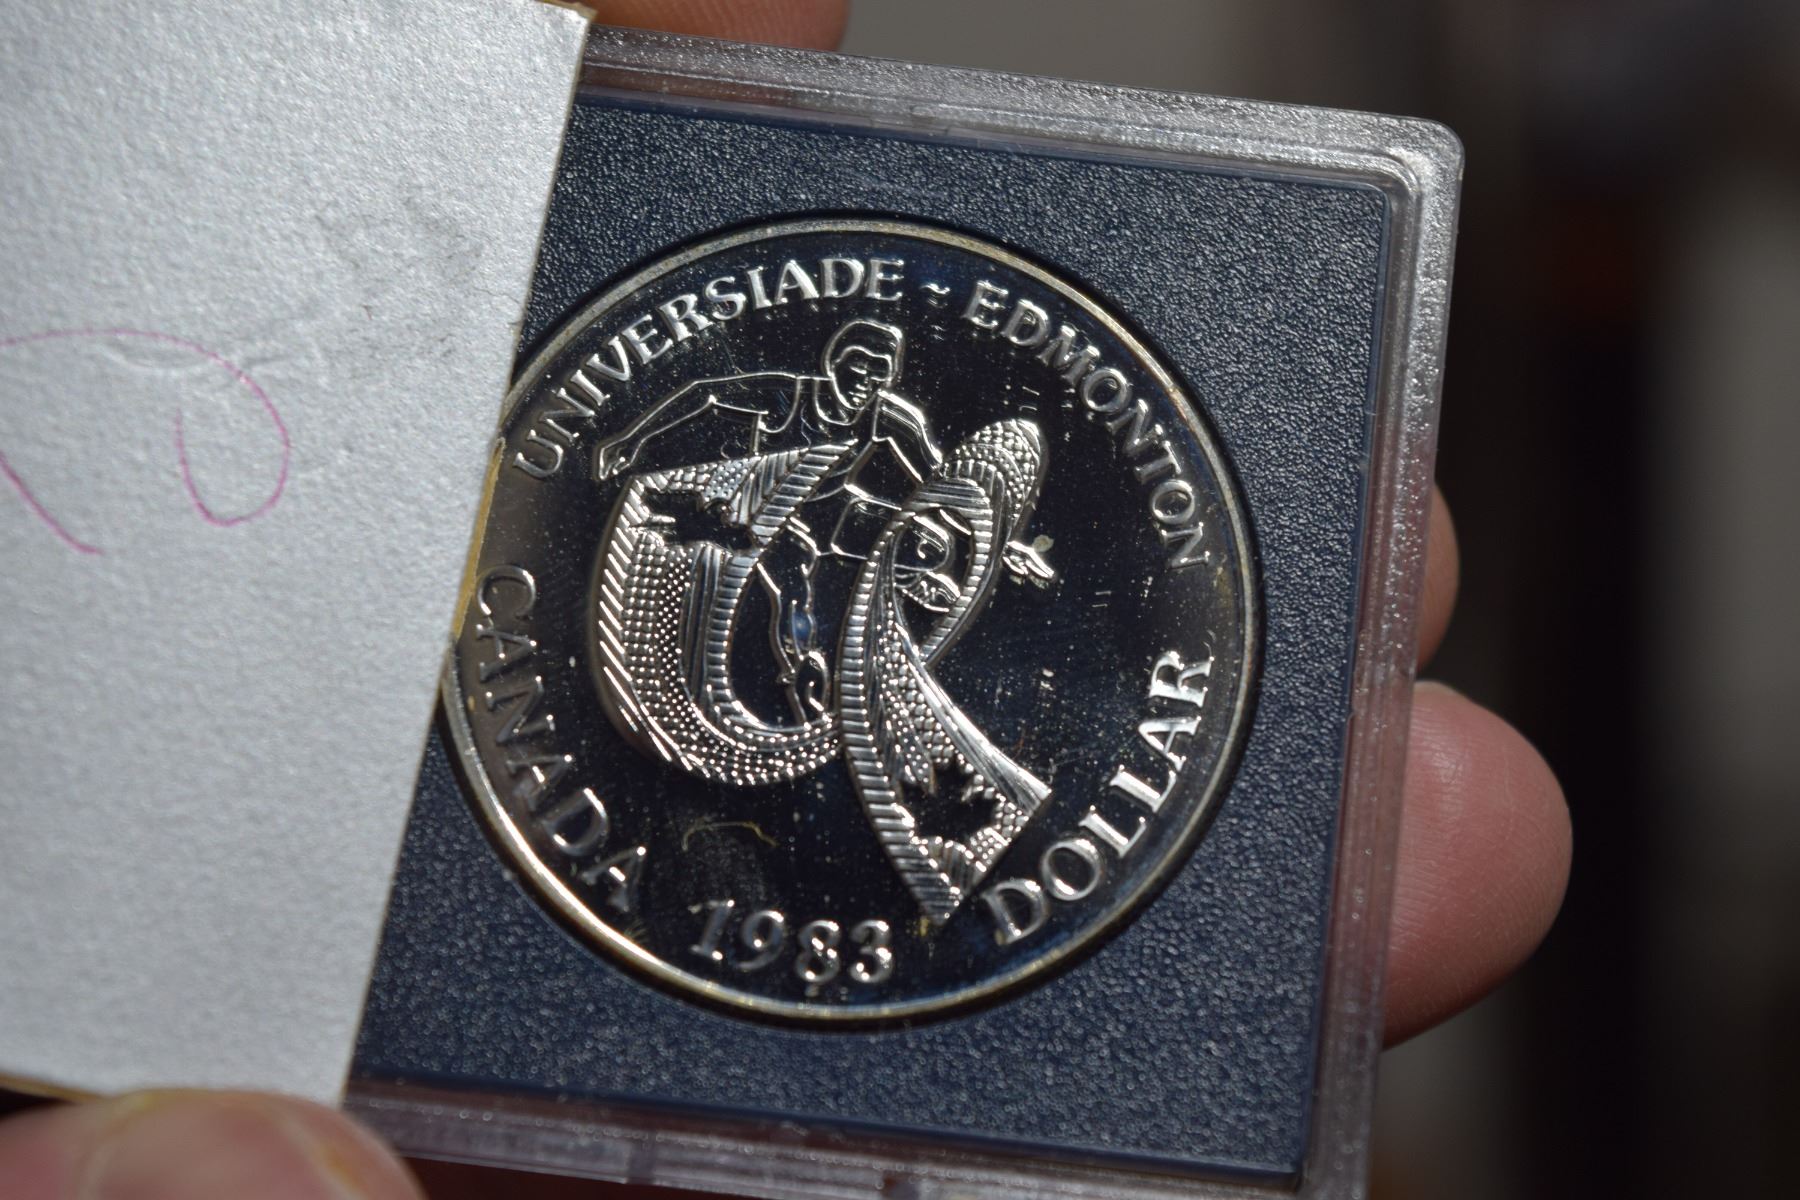 UNIVERSIADE ~ EDMONTON
CANADA 1983 DOLLAR